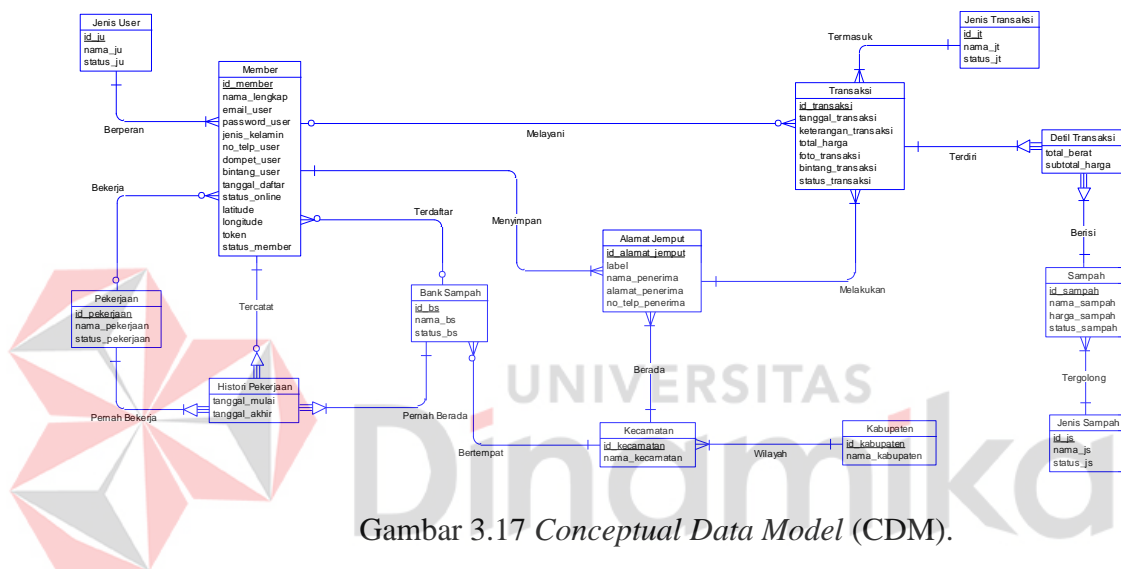 Jenis User
id_ju
nama_ju
status_ju
Berperan
Member
id_member
nama_lengkap
email_user
password_user
jenis_kelamin
no_telp_user
dompet_user
bintang_user
tanggal_daftar
status_online
latitude
longitude
token
status_member
Melayani
Termasuk
Jenis Transaksi
id_jt
nama_jt
status_jt
Transaksi
id_transaksi
tanggal_transaksi
keterangan_transaksi
total_harga
foto_transaksi
bintang_transaksi
status_transaksi
Terdiri
Detil Transaksi
total_berat
subtotal_harga
Bekerja
Terdaftar
Menyimpan
Alamat Jemput
id_alamat_jemput
label
nama_penerima
alamat_penerima
no_telp_penerima
Melakukan
Berisi
Sampah
id_sampah
nama_sampah
harga_sampah
status_sampah
Pekerjaan
id_pekerjaan
nama_pekerjaan
status_pekerjaan
Tercatat
Bank Sampah
id_bs
nama_bs
status_bs
Berada
Tergolong
Histori Pekerjaan
tanggal_mulai
tanggal_akhir
Pernah Bekerja
Pernah Berada
Bertempat
Kecamatan
id_kecamatan
nama_kecamatan
Wilayah
Kabupaten
id_kabupaten
nama_kabupaten
Jenis Sampah
id_js
nama_js
status_js
UNIVERSITAS
Dinamika
Gambar 3.17 Conceptual Data Model (CDM).